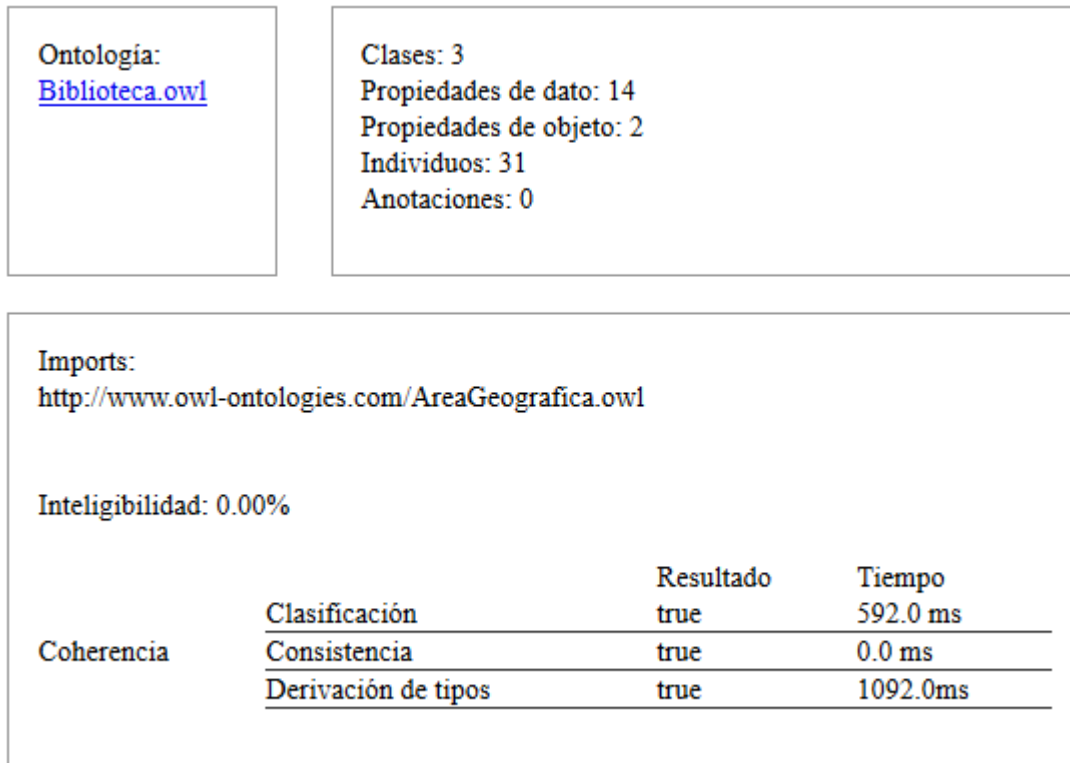 Ontología:
Biblioteca.owl
Clases: 3
Propiedades de dato: 14
Propiedades de objeto: 2
Individuos: 31
Anotaciones: 0
Imports:
http://www.owl-ontologies.com/AreaGeografica.owl
Inteligibilidad: 0.00%
Resultado Tiempo
Clasificación true 592.0 ms
Coherencia Consistencia true 0.0 ms
Derivación de tipos true 1092.0ms